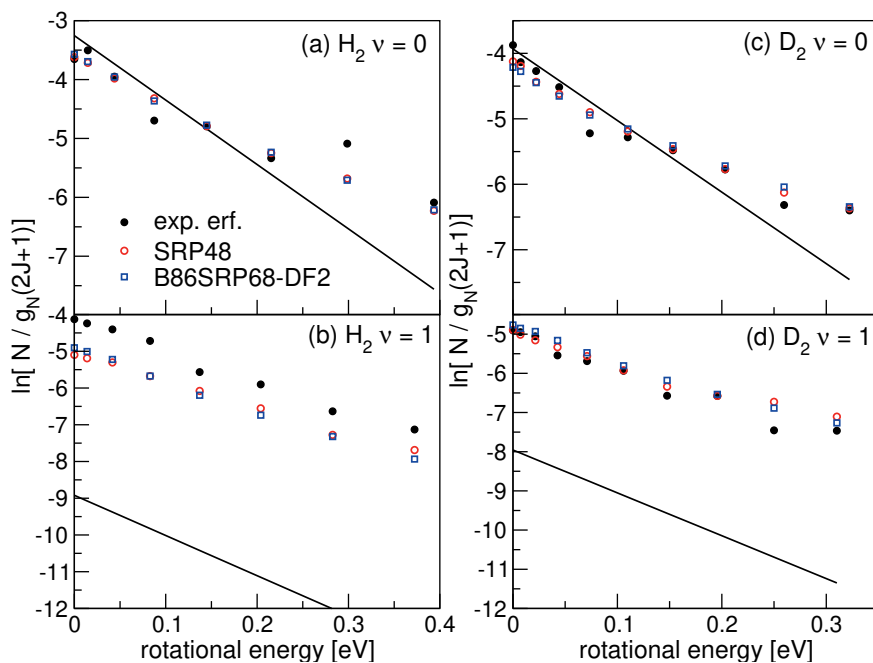 (a) H₂ ν = 0
(c) D₂ ν = 0
(b) H₂ ν = 1
(d) D₂ ν = 1
exp. erf.
SRP48
B86SRP68-DF2
ln[ N / g_N(2J+1)]
ln[ N / g_N(2J+1)]
-3
-4
-5
-6
-7
-4
-5
-6
-7
-8
-9
-10
-11
-12
-4
-5
-6
-7
-5
-6
-7
-8
-9
-10
-11
-12
0 0.1 0.2 0.3 0.4
0 0.1 0.2 0.3
rotational energy [eV]
rotational energy [eV]